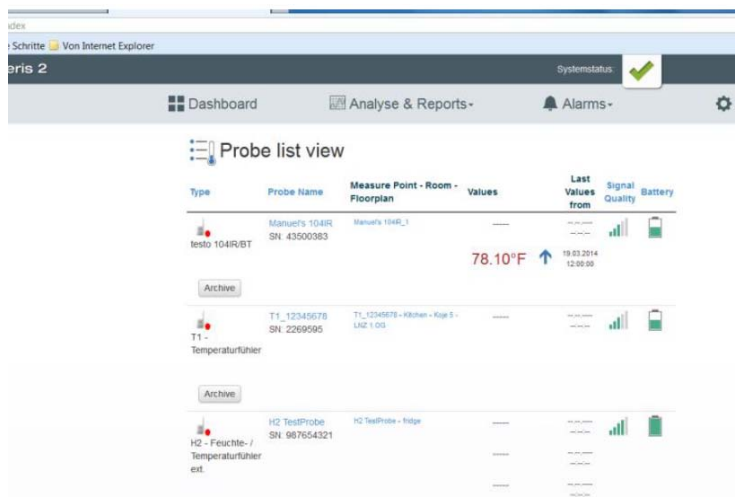 ndex
e Schritte Von Internet Explorer
eris 2
Systemstatus:
Dashboard Analyse & Reports Alarms
Probe list view
Type Probe Name Measure Point - Room - Floorplan Values Last Values from Signal Quality Battery
testo 104IR/BT
Manuel's 104IR
SN: 43500383
Manuel's 104IR_1
-----
--.--.----
--:--:--
78.10°F
19.03.2014
12:00:00
Archive
T1 -
Temperaturfühler
T1_12345678
SN: 2269595
T1_12345678 - Kitchen - Koje 5 -
LNZ 1.OG
-----
--.--.----
--:--:--
Archive
H2 - Feuchte- /
Temperaturfühler
ext.
H2 TestProbe
SN: 987654321
H2 TestProbe - fridge
-----
--.--.----
--:--:--
-----
--.--.----
--:--:--
-----
--.--.----
--:--:--